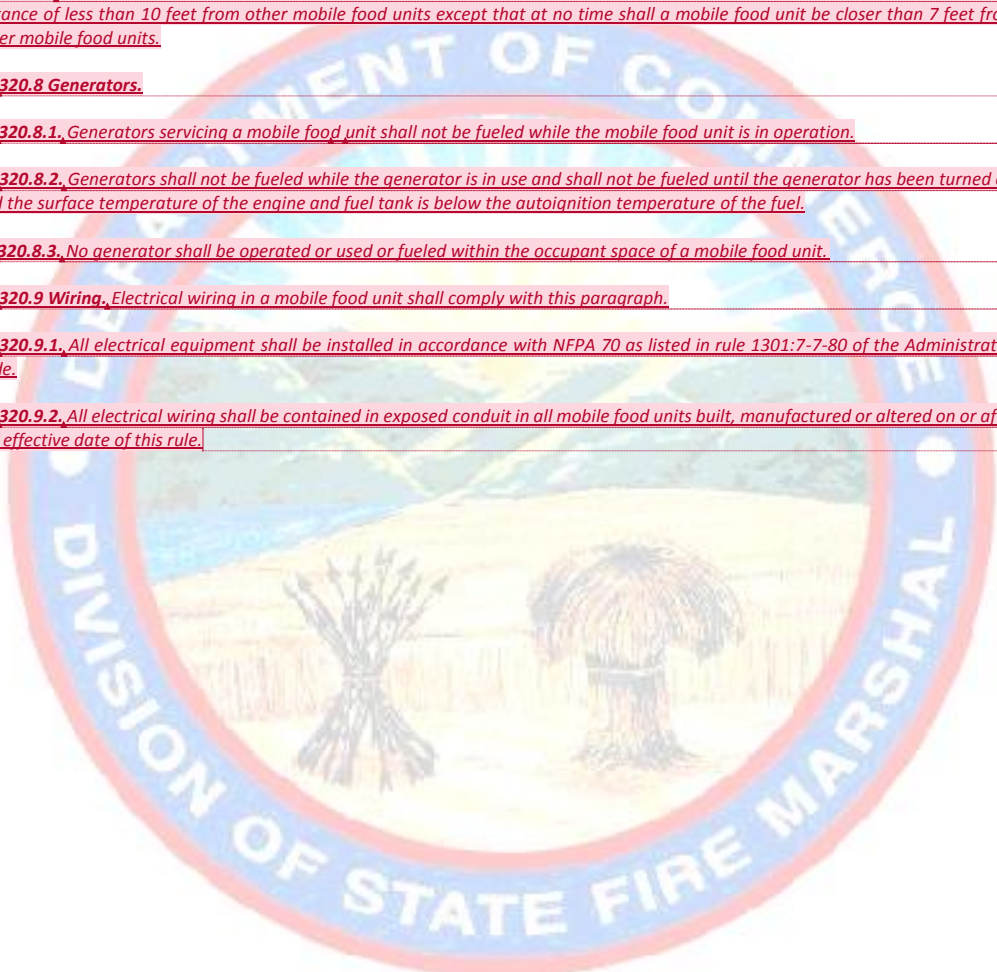 tance of less than 10 feet from other mobile food units except that at no time shall a mobile food unit be closer than 7 feet fro
er mobile food units.
320.8 Generators.
320.8.1. Generators servicing a mobile food unit shall not be fueled while the mobile food unit is in operation.
320.8.2. Generators shall not be fueled while the generator is in use and shall not be fueled until the generator has been turned
the surface temperature of the engine and fuel tank is below the autoignition temperature of the fuel.
320.8.3. No generator shall be operated or used or fueled within the occupant space of a mobile food unit.
320.9 Wiring. Electrical wiring in a mobile food unit shall comply with this paragraph.
320.9.1. All electrical equipment shall be installed in accordance with NFPA 70 as listed in rule 1301:7-7-80 of the Administrat
de.
320.9.2. All electrical wiring shall be contained in exposed conduit in all mobile food units built, manufactured or altered on or af
effective date of this rule.
DEPARTMENT OF COMMERCE
DIVISION OF STATE FIRE MARSHAL